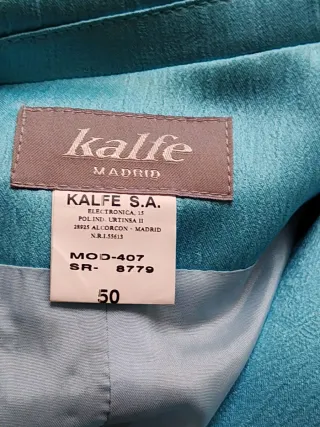 kalfe
MADRID
KALFE S.A.
ELECTRONICA, 15
POL.IND. URTINSA II
28925 ALCORCON - MADRID
N.R.I.55613
MOD-407
SR- 8779
50